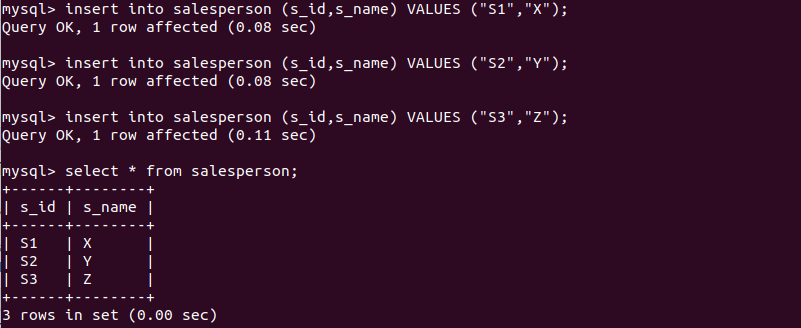 mysql> insert into salesperson (s_id,s_name) VALUES ("S1","X");
Query OK, 1 row affected (0.08 sec)

mysql> insert into salesperson (s_id,s_name) VALUES ("S2","Y");
Query OK, 1 row affected (0.08 sec)

mysql> insert into salesperson (s_id,s_name) VALUES ("S3","Z");
Query OK, 1 row affected (0.11 sec)

mysql> select * from salesperson;
+------+--------+
| s_id | s_name |
+------+--------+
| S1   | X      |
| S2   | Y      |
| S3   | Z      |
+------+--------+
3 rows in set (0.00 sec)